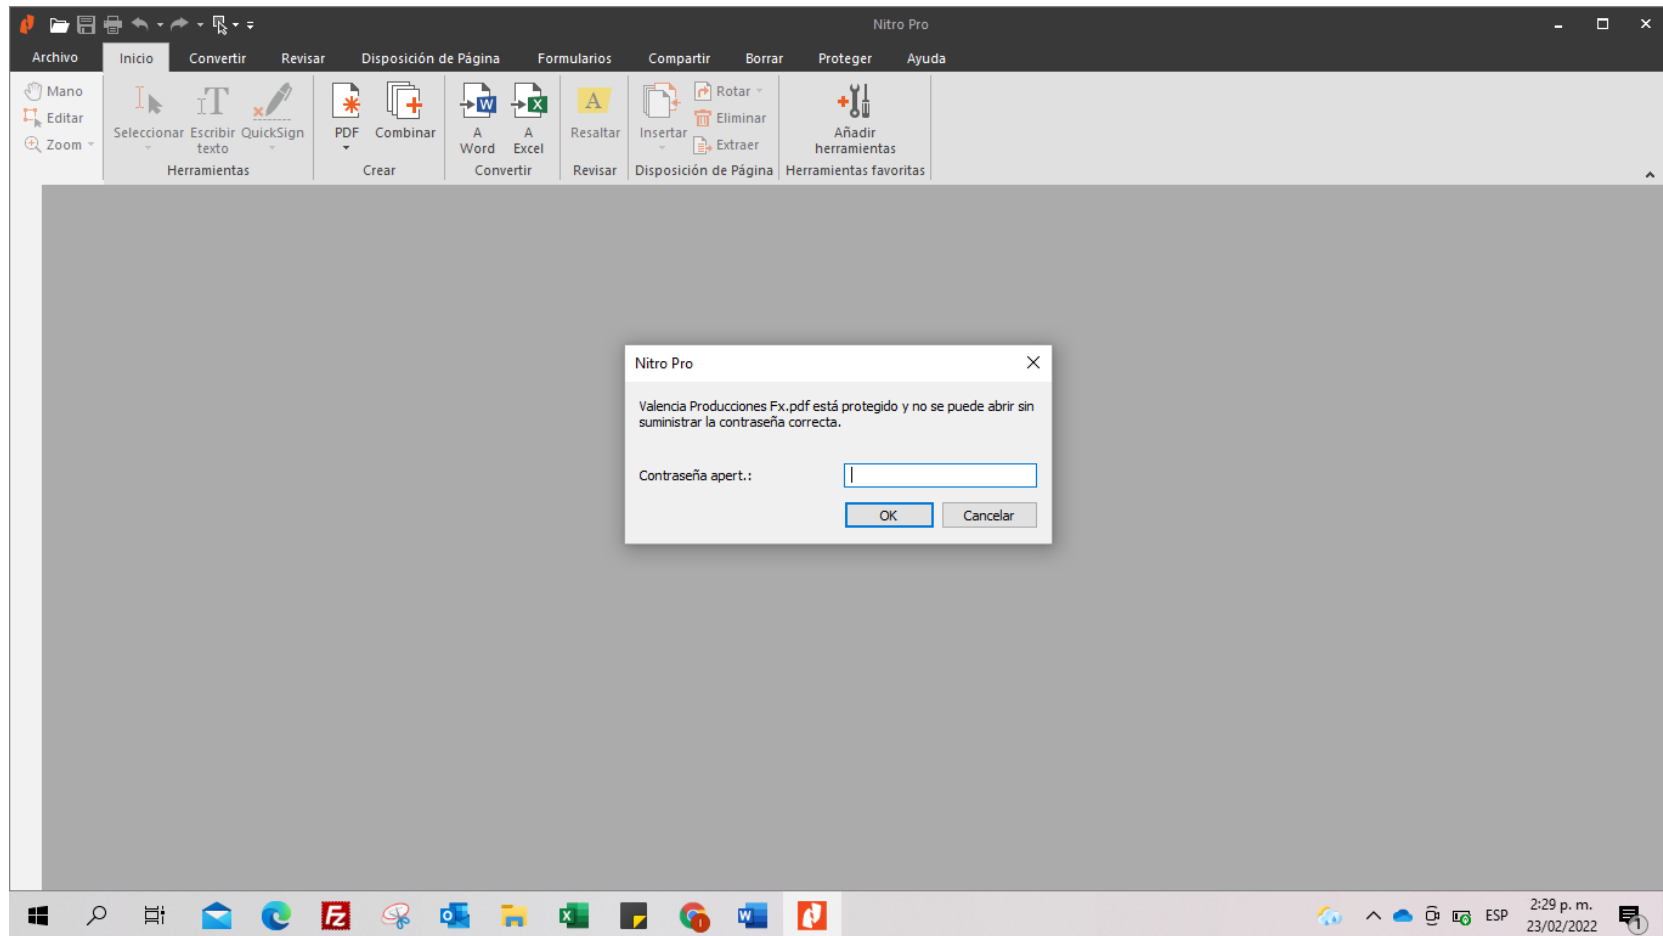 Nitro Pro
Archivo Inicio Convertir Revisar Disposición de Página Formularios Compartir Borrar Proteger Ayuda
Mano
Editar
Zoom
Seleccionar
Escribir texto
QuickSign
Herramientas
PDF
Combinar
Crear
A Word
A Excel
Convertir
Resaltar
Revisar
Insertar
Rotar
Eliminar
Extraer
Disposición de Página
Añadir herramientas
Herramientas favoritas
Nitro Pro
Valencia Producciones Fx.pdf está protegido y no se puede abrir sin
suministrar la contraseña correcta.
Contraseña apert.:
OK Cancelar
ESP
2:29 p. m.
23/02/2022
1